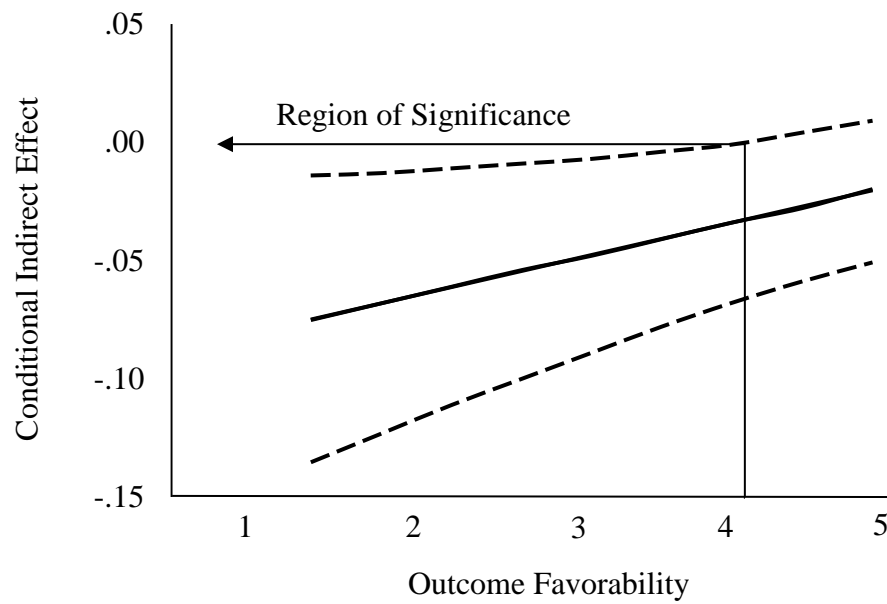 .05
Region of Significance
.00
-.05
-.10
-.15
Conditional Indirect Effect
1 2 3 4 5
Outcome Favorability